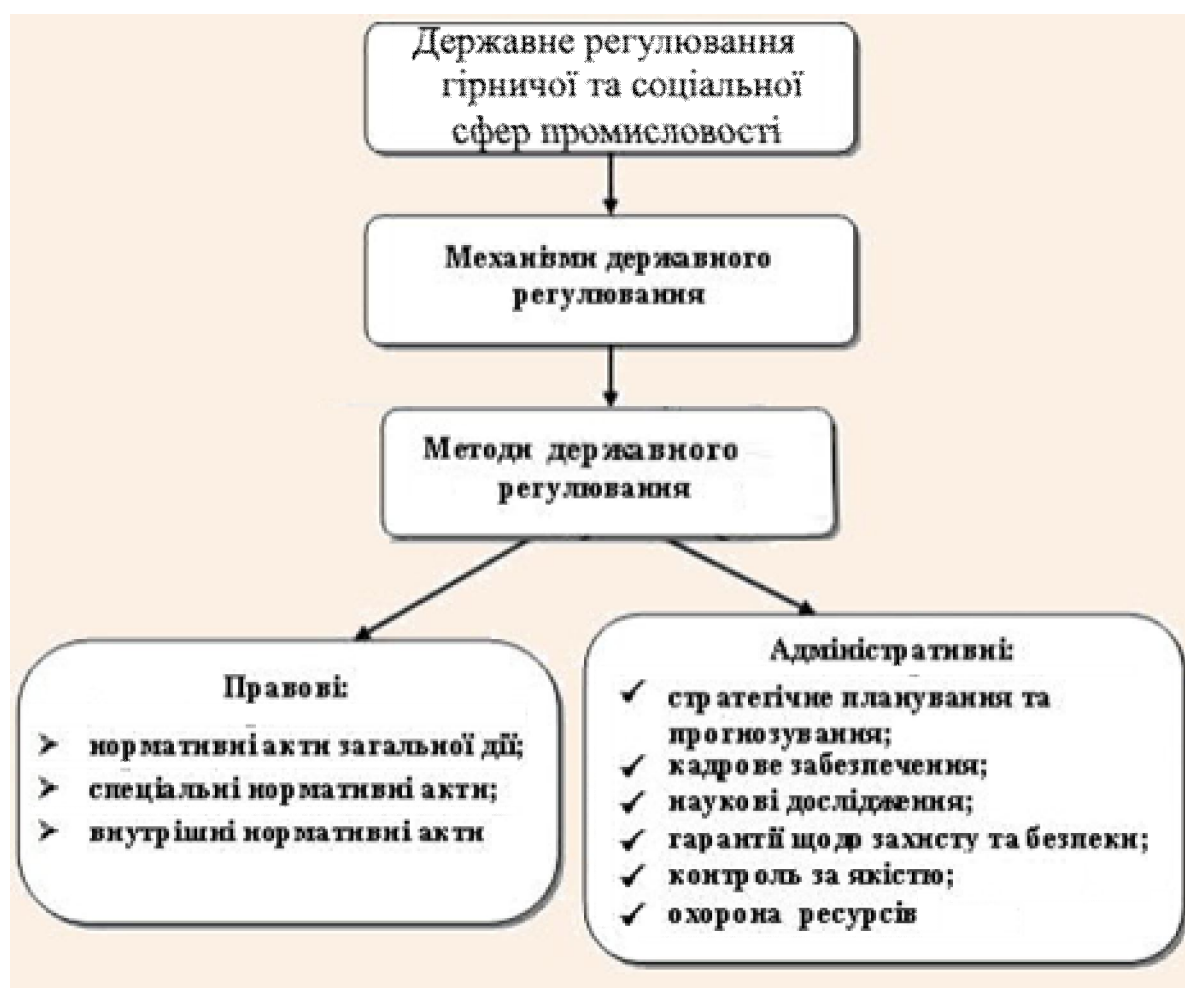 Державне регулювання
гірничої та соціальної
сфер промисловості
Механізми державного
регулювання
Методи державного
регулювання
Правові:
нормативні акти загальної дії;
спеціальні нормативні акти;
внутрішні нормативні акти
Адміністративні:
стратегічне планування та
прогнозування;
кадрове забезпечення;
наукові дослідження;
гарантії щодо захисту та безпеки;
контроль за якістю;
охорона ресурсів